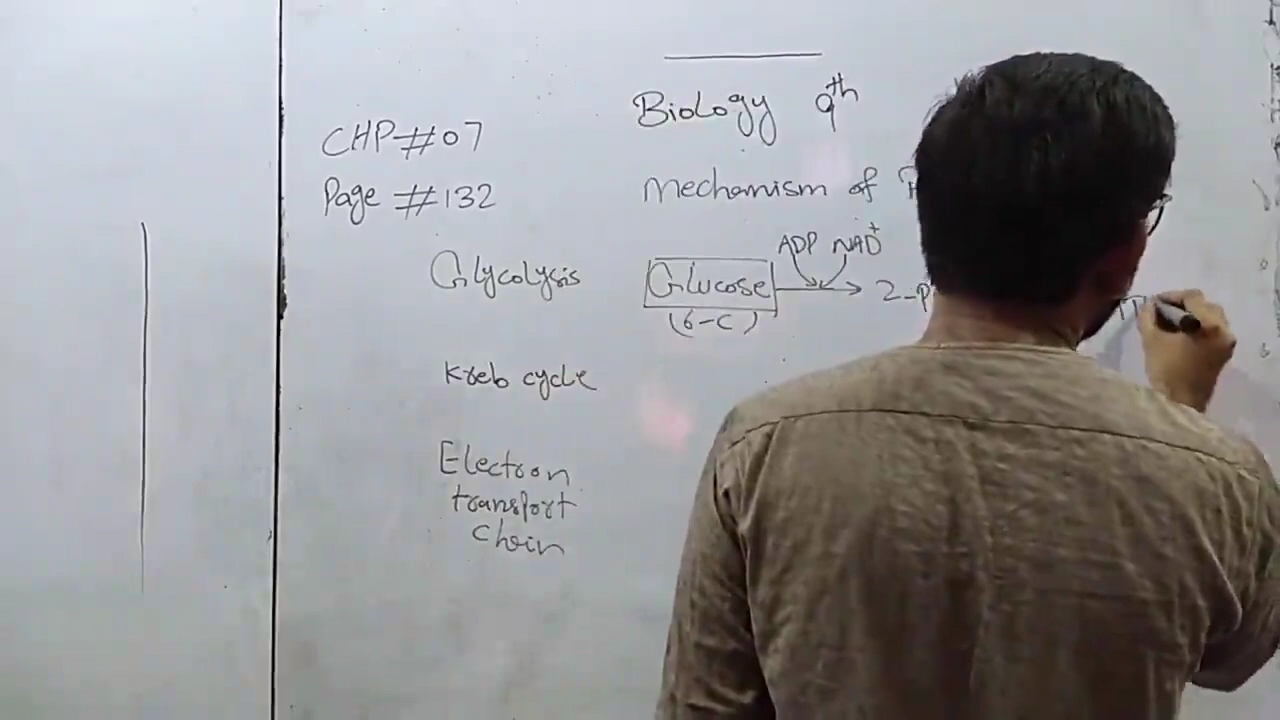 Biology 9th
CHP#07
Page #132
mechanism of
ADP NAD+
Glycolysis
Glucose
2-P
(6-C)
Kreb cycle
Electron
transport
chain